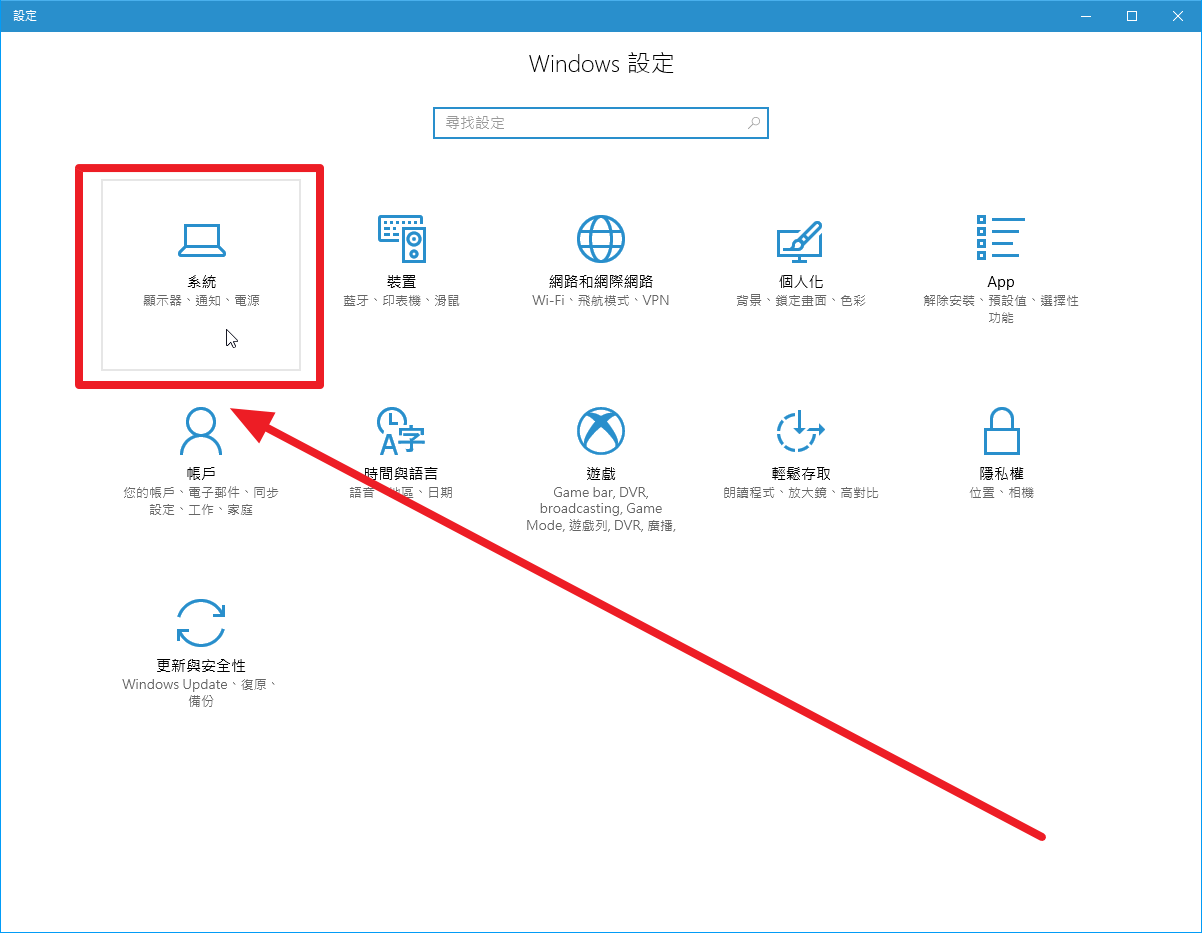 設定
Windows 設定
尋找設定
系統
顯示器、通知、電源
裝置
藍牙、印表機、滑鼠
網路和網際網路
Wi-Fi、飛航模式、VPN
個人化
背景、鎖定畫面、色彩
App
解除安裝、預設值、選擇性
功能
帳戶
您的帳戶、電子郵件、同步
設定、工作、家庭
時間與語言
語音、地區、日期
遊戲
Game bar, DVR,
broadcasting, Game
Mode, 遊戲列, DVR, 廣播,
輕鬆存取
朗讀程式、放大鏡、高對比
隱私權
位置、相機
更新與安全性
Windows Update、復原、
備份